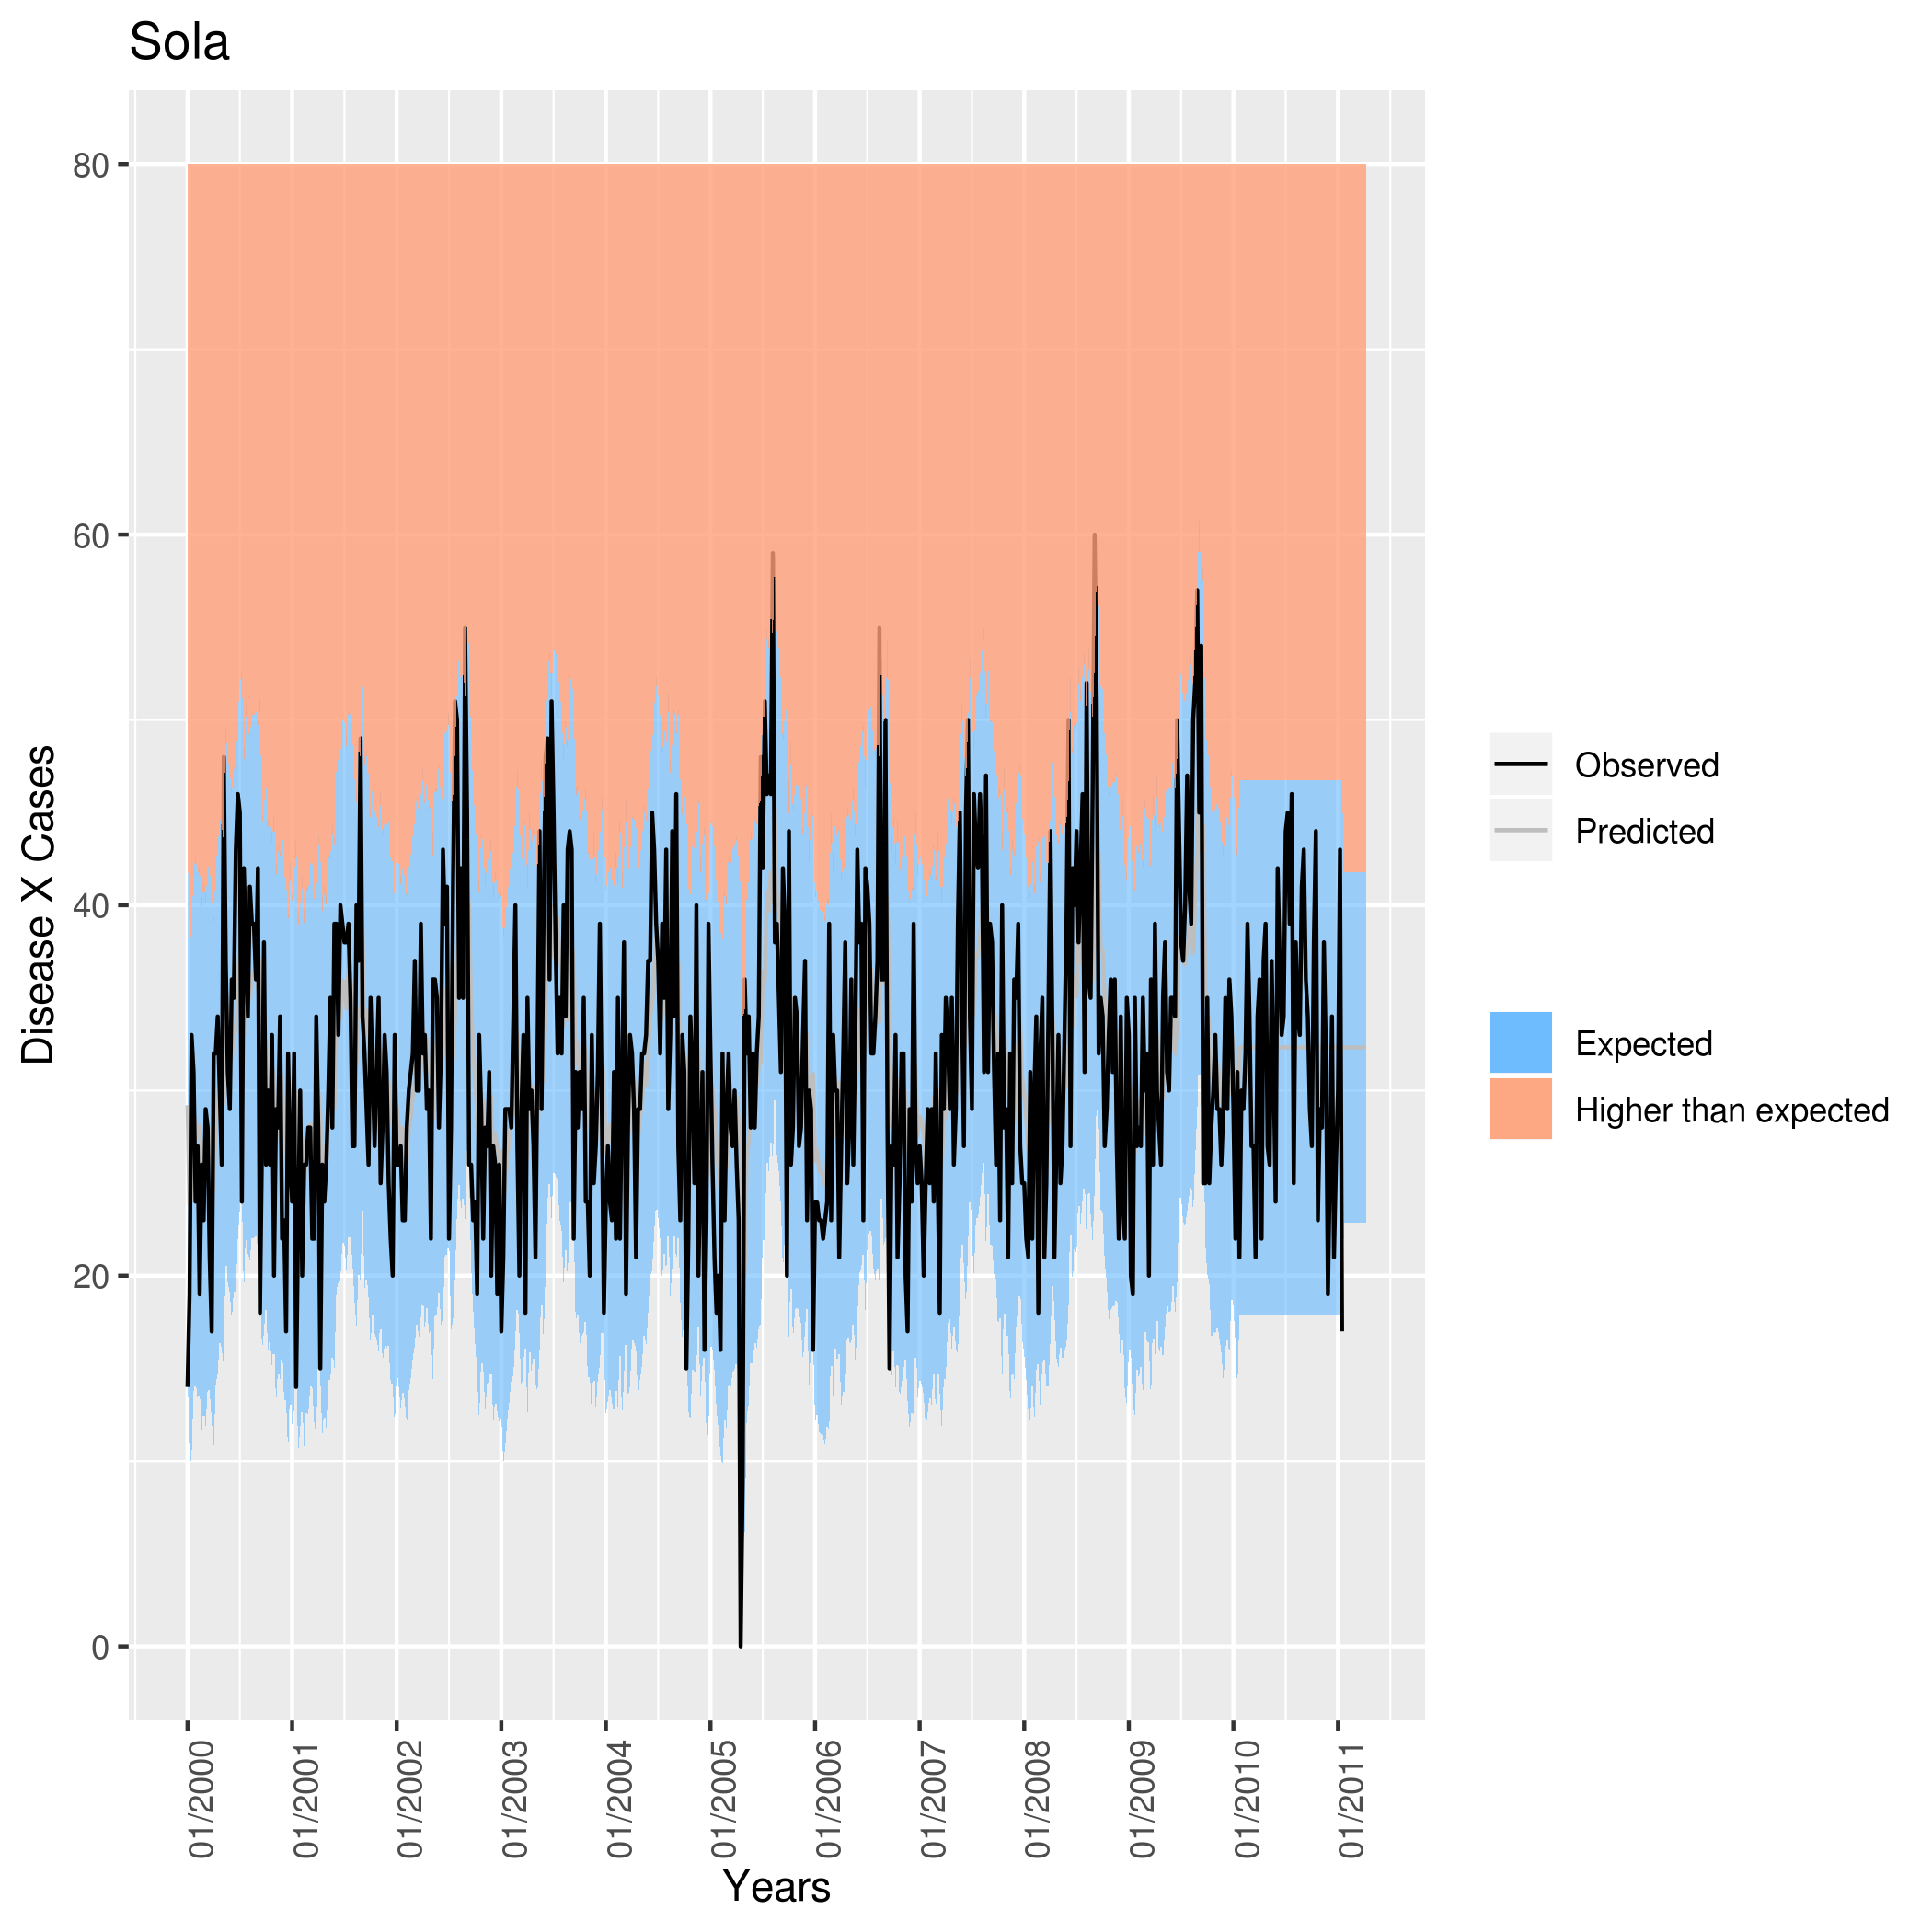 Sola
Disease X Cases
80
60
40
20
0
01/2000
01/2001
01/2002
01/2003
01/2004
01/2005
01/2006
01/2007
01/2008
01/2009
01/2010
01/2011
Years
Observed
Predicted
Expected
Higher than expected